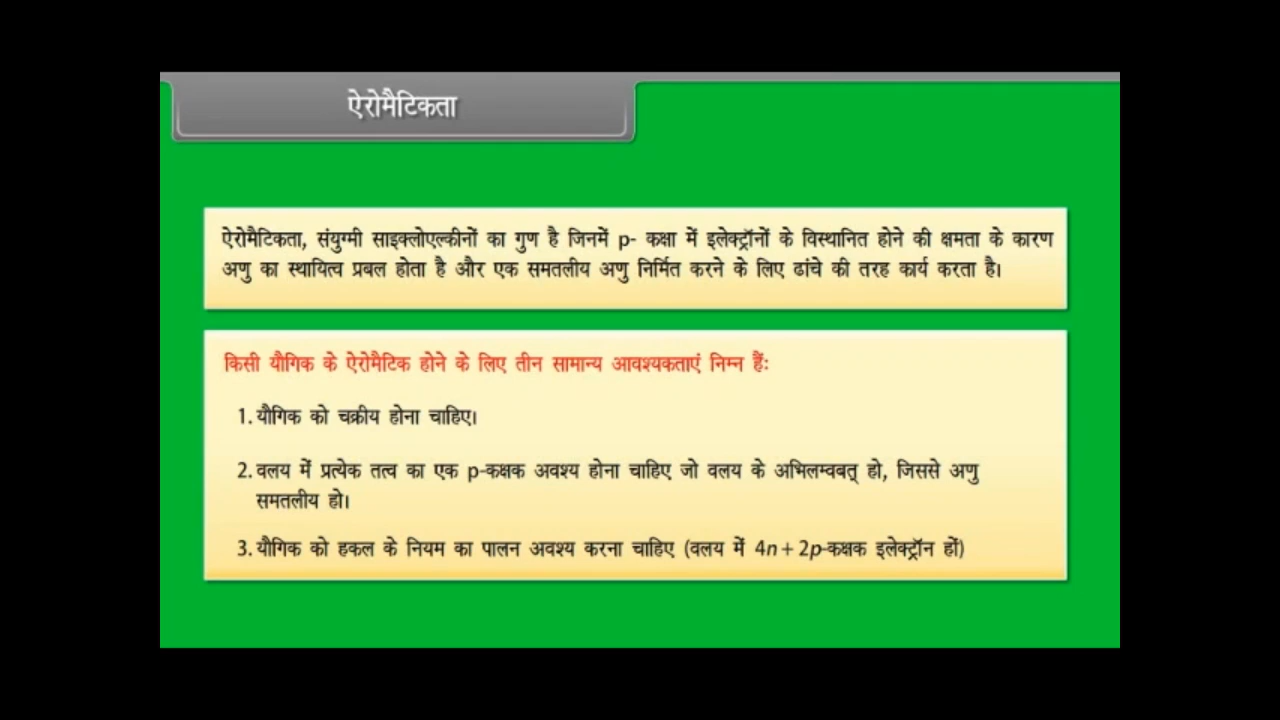 ऐरोमैटिकता
ऐरोमैटिकता, संयुग्मी साइक्लोएल्कीनों का गुण है जिनमें p- कक्षा में इलेक्ट्रॉनों के विस्थानित होने की क्षमता के कारण
अणु का स्थायित्व प्रबल होता है और एक समतलीय अणु निर्मित करने के लिए ढांचे की तरह कार्य करता है।
किसी यौगिक के ऐरोमैटिक होने के लिए तीन सामान्य आवश्यकताएं निम्न हैं:
1. यौगिक को चक्रीय होना चाहिए।
2. वलय में प्रत्येक तत्व का एक p-कक्षक अवश्य होना चाहिए जो वलय के अभिलम्वबत् हो, जिससे अणु
समतलीय हो।
3. यौगिक को हकल के नियम का पालन अवश्य करना चाहिए (वलय में 4n + 2p-कक्षक इलेक्ट्रॉन हों)